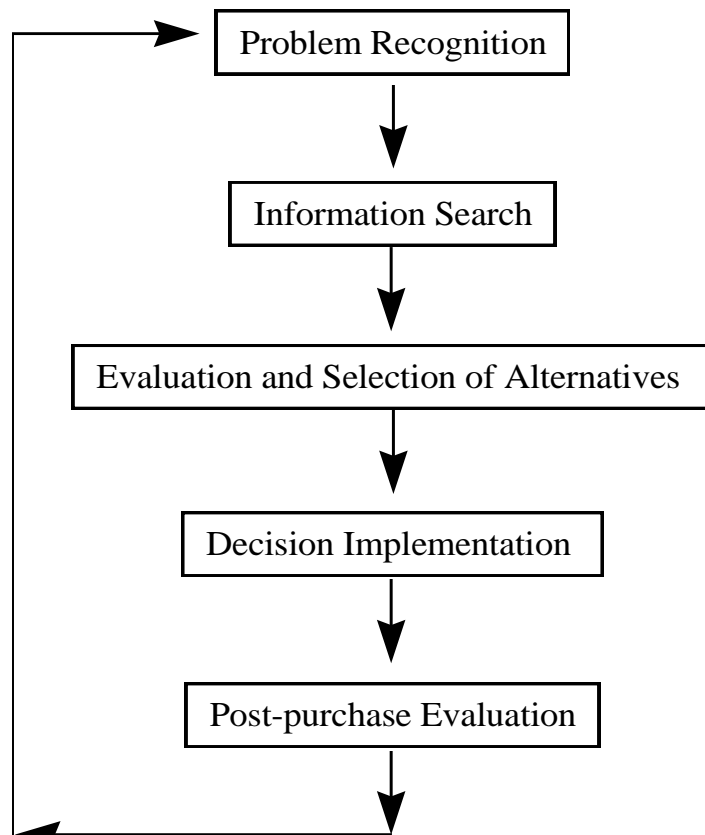 Problem Recognition
Information Search
Evaluation and Selection of Alternatives
Decision Implementation
Post-purchase Evaluation